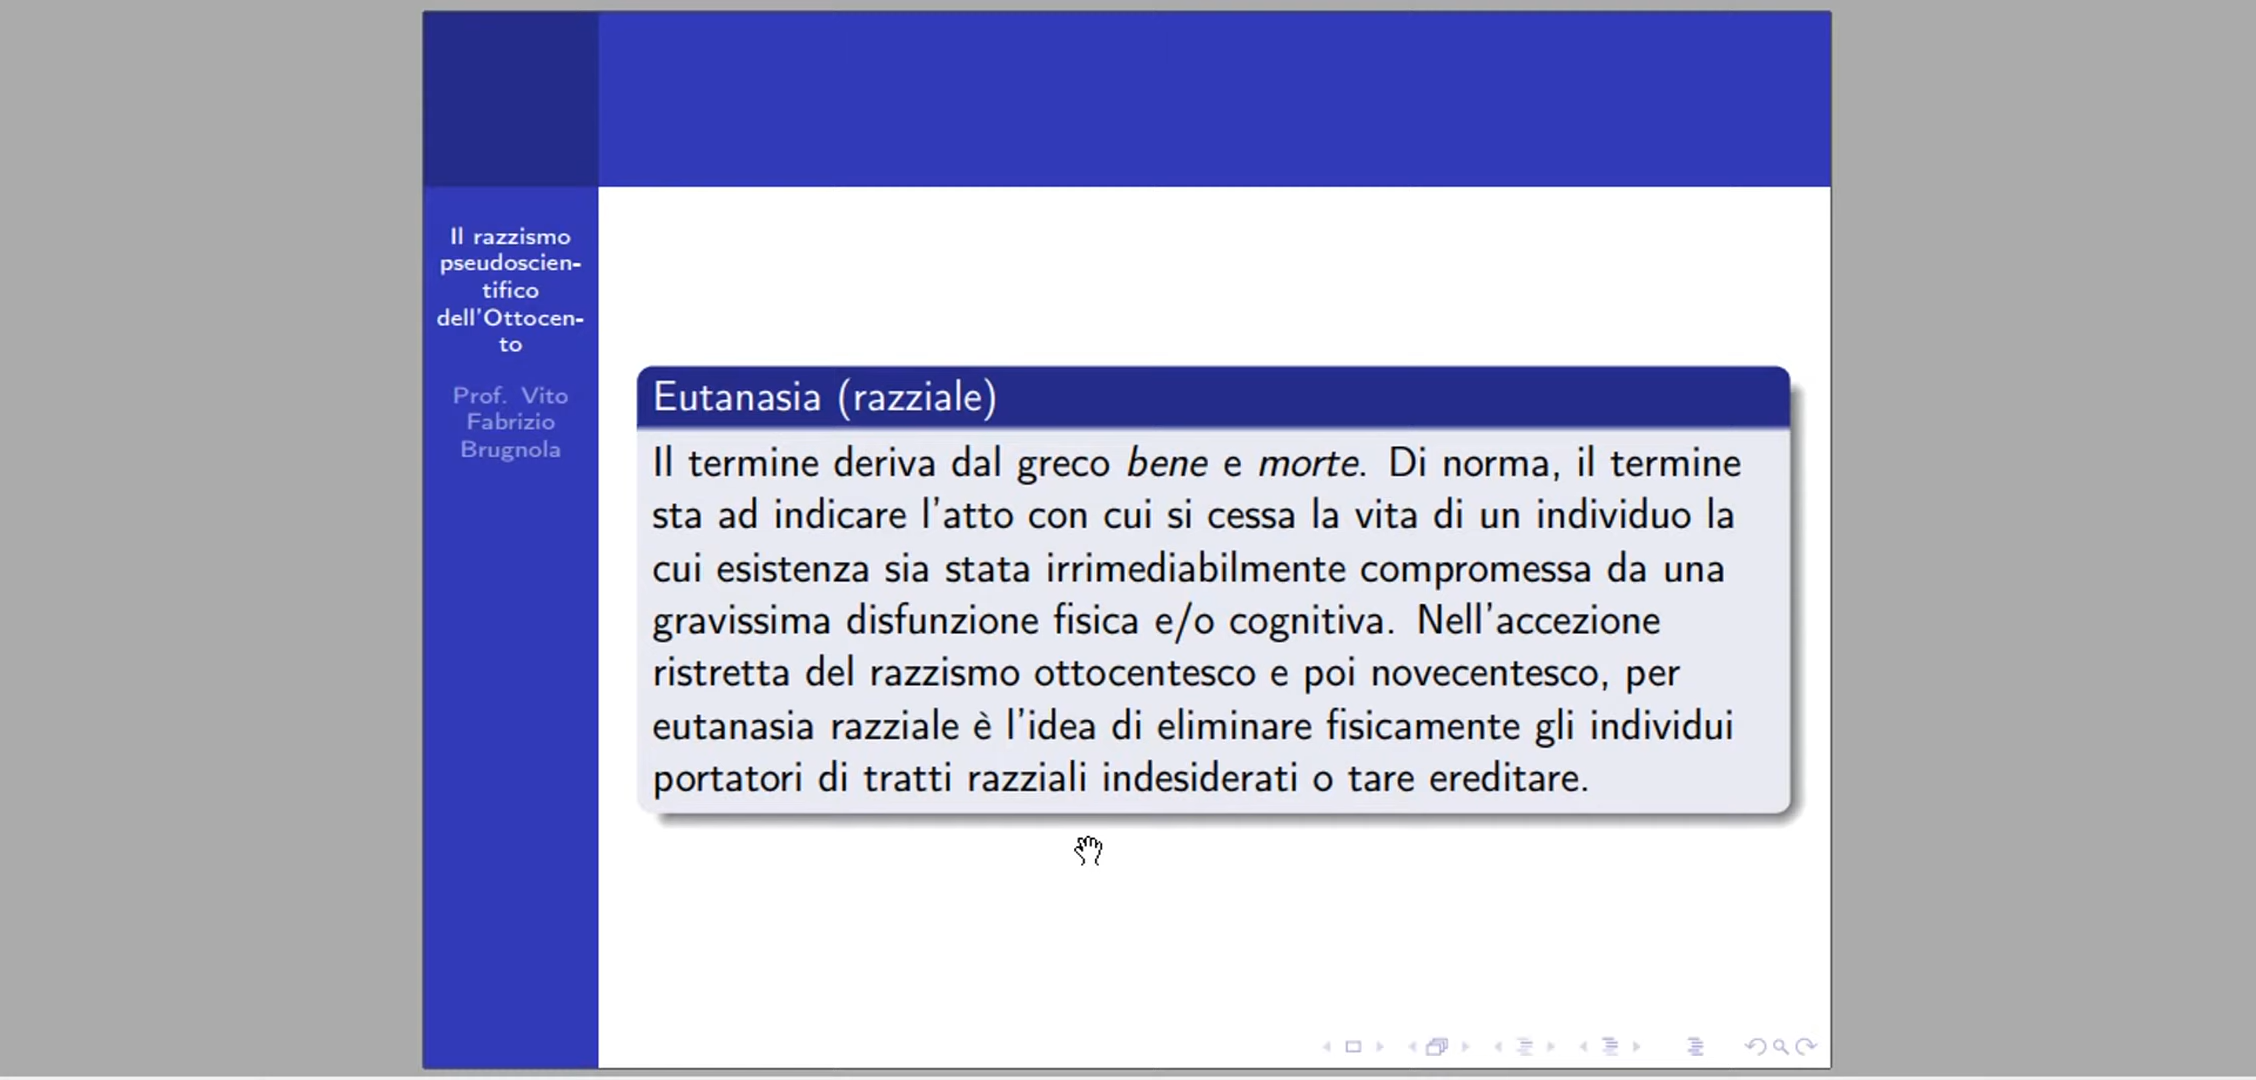 Il razzismo
pseudoscien-
tifico
dell'Ottocen-
to
Prof. Vito
Fabrizio
Brugnola
Eutanasia (razziale)
Il termine deriva dal greco bene e morte. Di norma, il termine
sta ad indicare l'atto con cui si cessa la vita di un individuo la
cui esistenza sia stata irrimediabilmente compromessa da una
gravissima disfunzione fisica e/o cognitiva. Nell'accezione
ristretta del razzismo ottocentesco e poi novecentesco, per
eutanasia razziale è l'idea di eliminare fisicamente gli individui
portatori di tratti razziali indesiderati o tare ereditare.